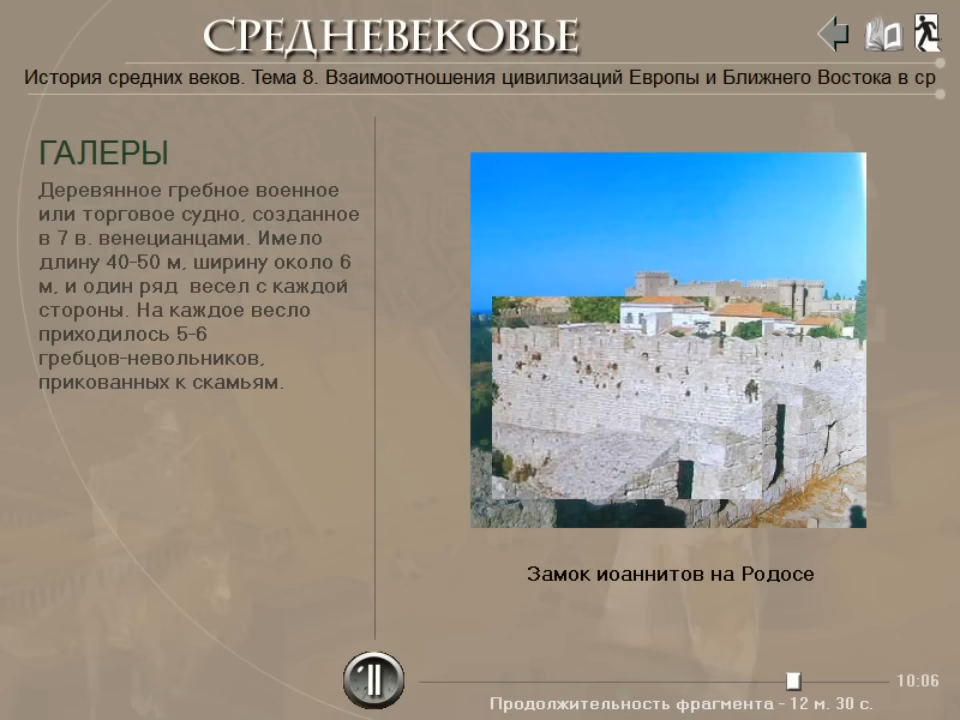 СРЕДНЕВЕКОВЬЕ
История средних веков. Тема 8. Взаимоотношения цивилизаций Европы и Ближнего Востока в ср
ГАЛЕРЫ
Деревянное гребное военное
или торговое судно, созданное
в 7 в. венецианцами. Имело
длину 40-50 м, ширину около 6
м, и один ряд весел с каждой
стороны. На каждое весло
приходилось 5-6
гребцов-невольников,
прикованных к скамьям.
Замок иоаннитов на Родосе
10:06
Продолжительность фрагмента - 12 м. 30 с.